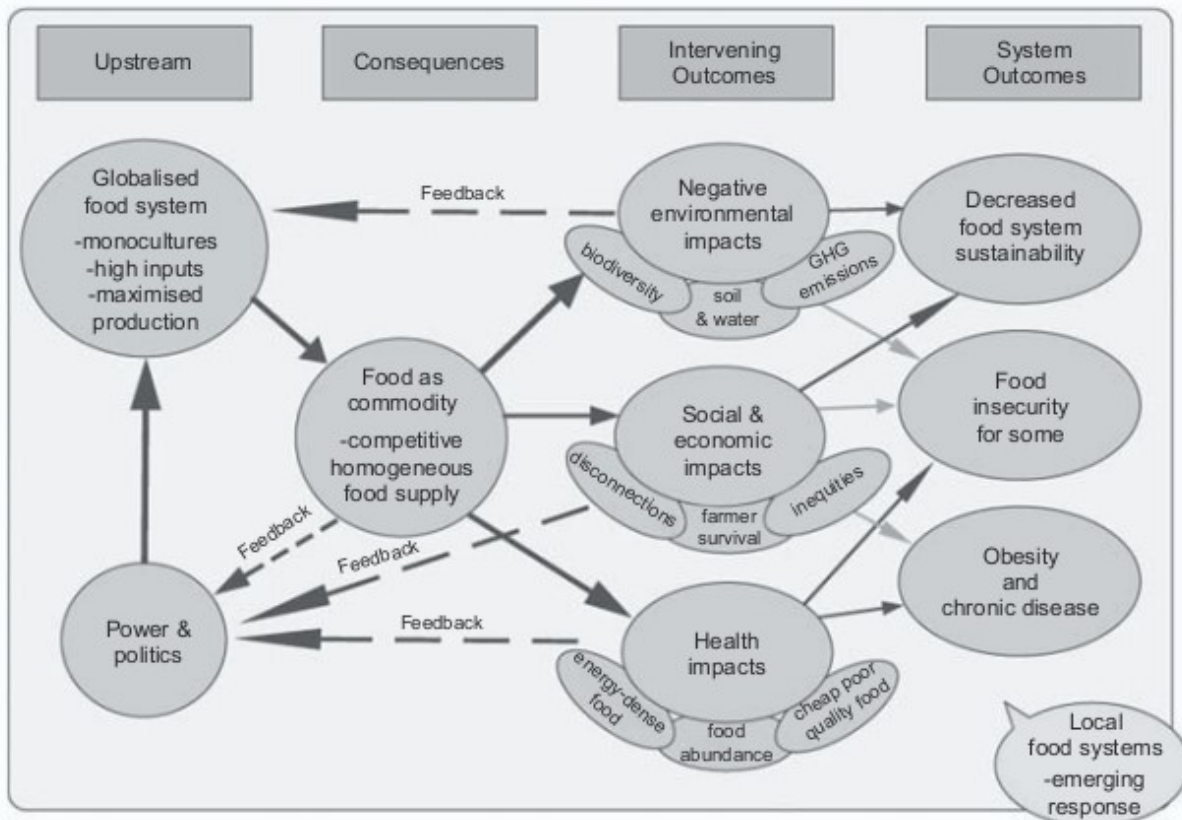 Upstream
Consequences
Intervening
Outcomes
System
Outcomes
Globalised
food system
-monocultures
-high inputs
-maximised
production
Feedback
Negative
environmental
impacts
biodiversity
soil
& water
GHG
emissions
Decreased
food system
sustainability
Food as
commodity
-competitive
homogeneous
food supply
Social &
economic
impacts
disconnections
farmer
survival
inequities
Food
insecurity
for some
Feedback
Feedback
Feedback
Power &
politics
Health
impacts
energy-dense
food
food
abundance
cheap poor
quality food
Obesity
and
chronic disease
Local
food systems
-emerging
response